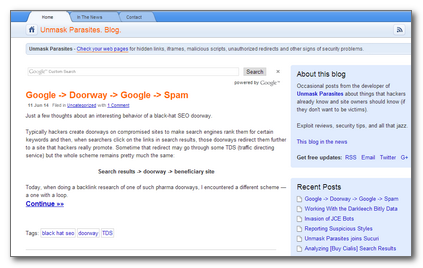 Home
In The News
Contact
Unmask Parasites. Blog.
Unmask Parasites - Check your web pages for hidden links, iframes, malicious scripts, unauthorized redirects and other signs of security problems.
Google™ Custom Search
Search
×
powered by Google™
Google -> Doorway -> Google -> Spam
11 Jun 14 Filed in Uncategorized with 1 Comment
Just a few thoughts about an interesting behavior of a black-hat SEO doorway.
Typically hackers create doorways on compromised sites to make search engines rank them for certain
keywords and then, when searchers click on the links in search results, those doorways redirect them further
to a site that hackers really promote. Sometime that redirect may go through some TDS (traffic directing
service) but the whole scheme remains pretty much the same:
Search results -> doorway -> beneficiary site
Today, when doing a backlink research of one of such pharma doorways, I encountered a different scheme —
a one with a loop.
Continue »»
Tags: black hat seo doorway TDS
About this blog
Occasional posts from the developer of
Unmask Parasites about things that hackers
already know and site owners should know (if
they don't want to be victims).
Exploit reviews, security tips, and all that jazz.
This blog in the news
Get free updates: RSS Email Twitter G+
Recent Posts
Google -> Doorway -> Google -> Spam
Working With the Darkleech Bitly Data
Invasion of JCE Bots
Reporting Suspicious Styles
Unmask Parasites joins Sucuri
Analyzing [Buy Cialis] Search Results